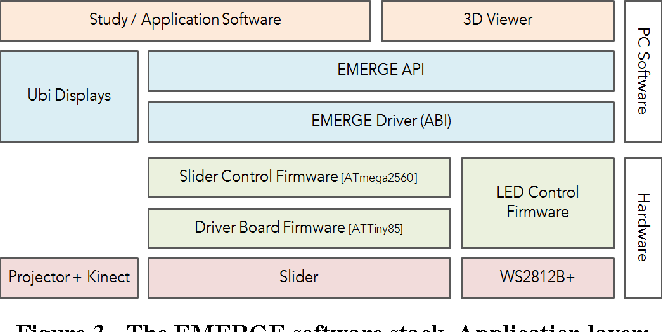 Study / Application Software
3D Viewer
PC Software
Ubi Displays
EMERGE API
EMERGE Driver (ABI)
Slider Control Firmware [ATmega2560]
LED Control
Firmware
Hardware
Driver Board Firmware [ATTiny85]
Projector + Kinect
Slider
WS2812B+
Figure 3. The EMERGE software stack. Application layers